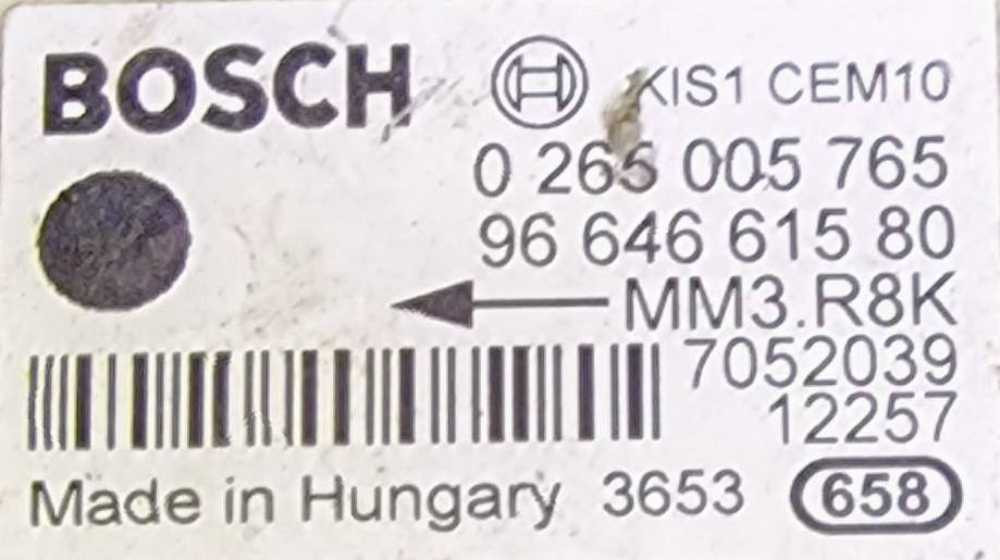 BOSCH KIS1 CEM10
0 265 005 765
96 646 615 80
MM3.R8K
7052039
12257
Made in Hungary 3653 658